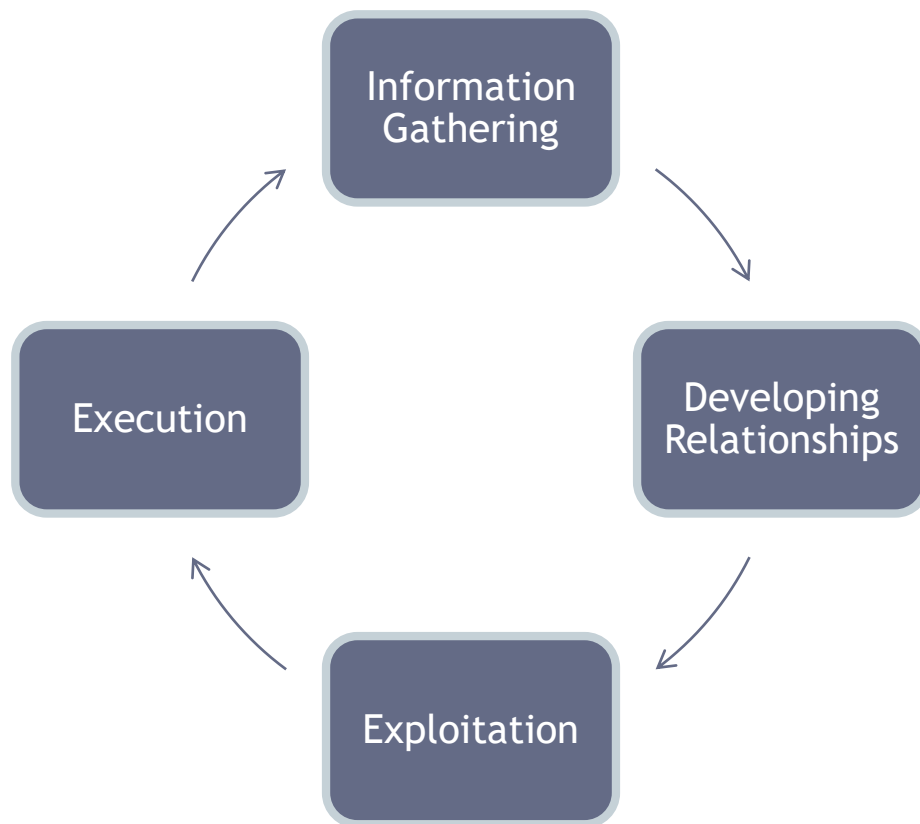 Information
Gathering
Developing
Relationships
Exploitation
Execution